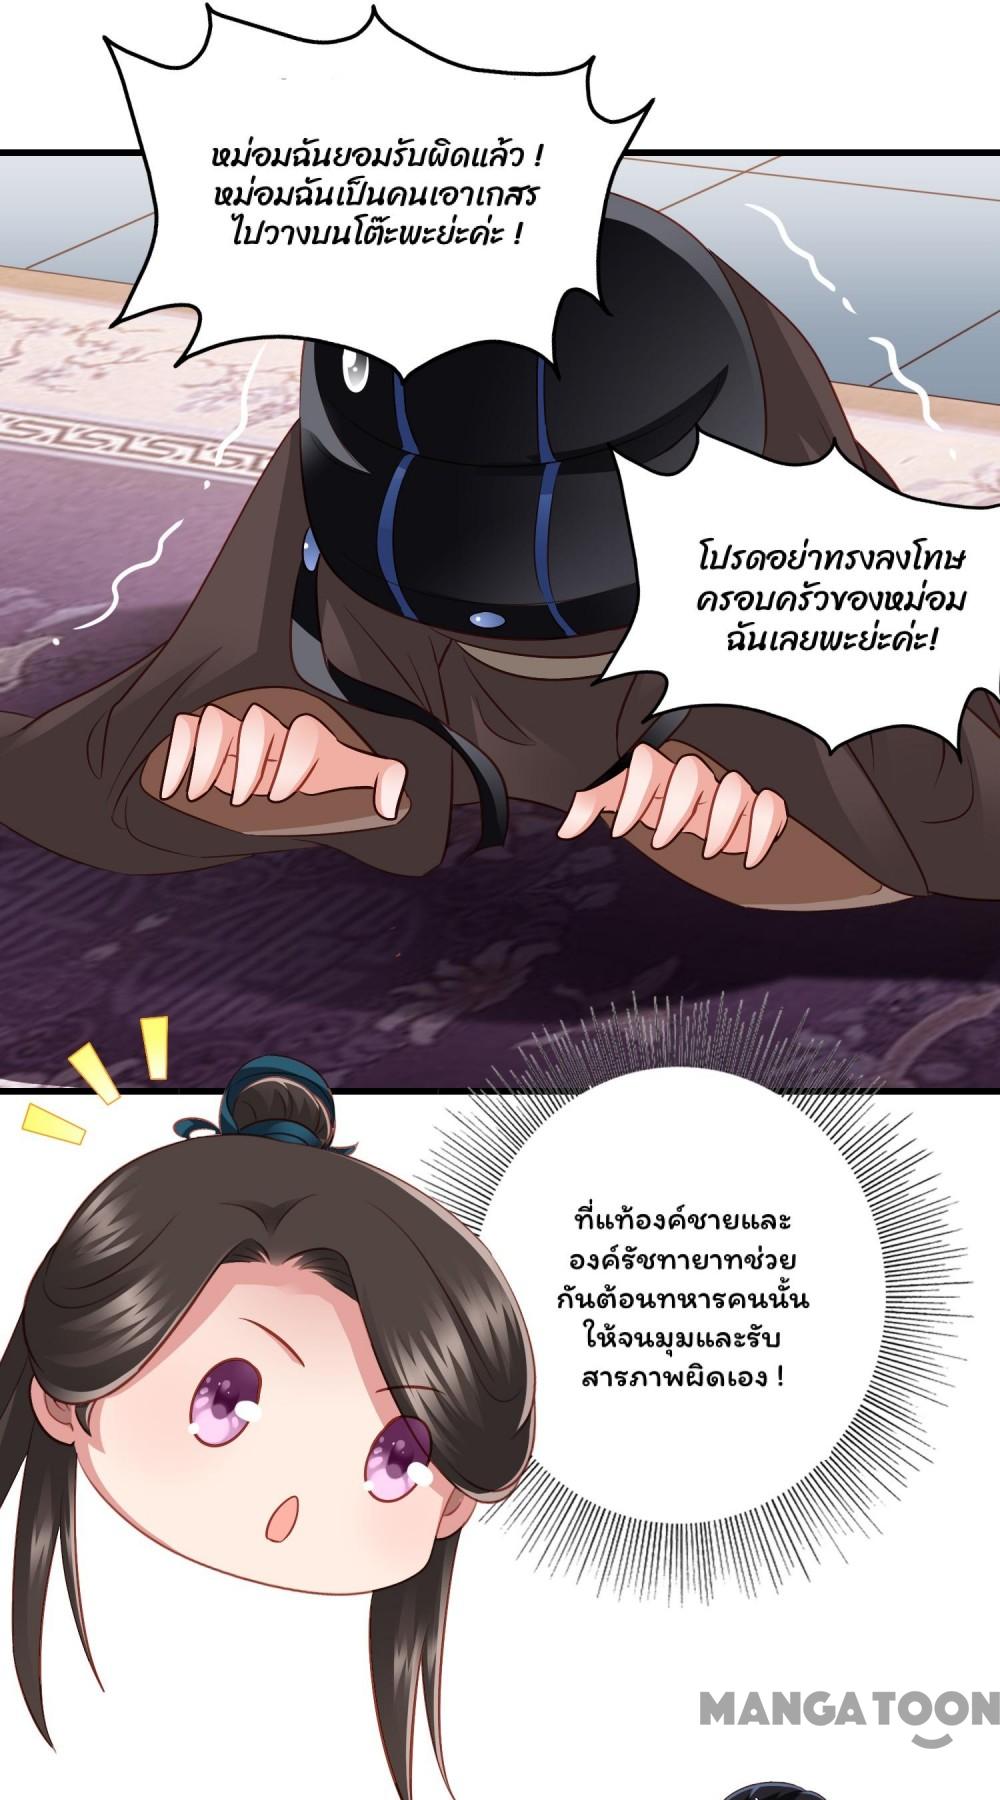 หม่อมฉันยอมรับผิดแล้ว !
หม่อมฉันเป็นคนเอาเกสร
ไปวางบนโต๊ะพะย่ะค่ะ !
โปรดอย่าทรงลงโทษ
ครอบครัวของหม่อม
ฉันเลยพะย่ะค่ะ!
ที่แท้องค์ชายและ
องค์รัชทายาทช่วย
กันต้อนทหารคนนั้น
ให้จนมุมและรับ
สารภาพผิดเอง !
MANGATOON